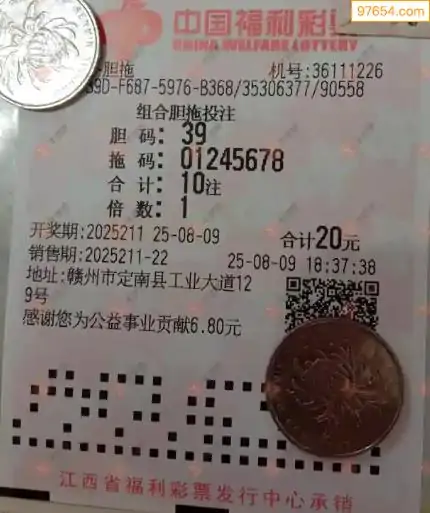 97654.com
中国福利彩
CHINA WELFARE LOTTERY
胆拖
机号:36111226
39D-F687-5976-B368/35306377/90558
组合胆拖投注
胆 码: 39
拖 码: 01245678
合 计: 10注
倍 数: 1
开奖期:2025211 25-08-09
合计20元
销售期:2025211-22
25-08-09 18:37:38
地址:赣州市定南县工业大道12
9号
感谢您为公益事业贡献6.80元
江西省福利彩票发行中心承销